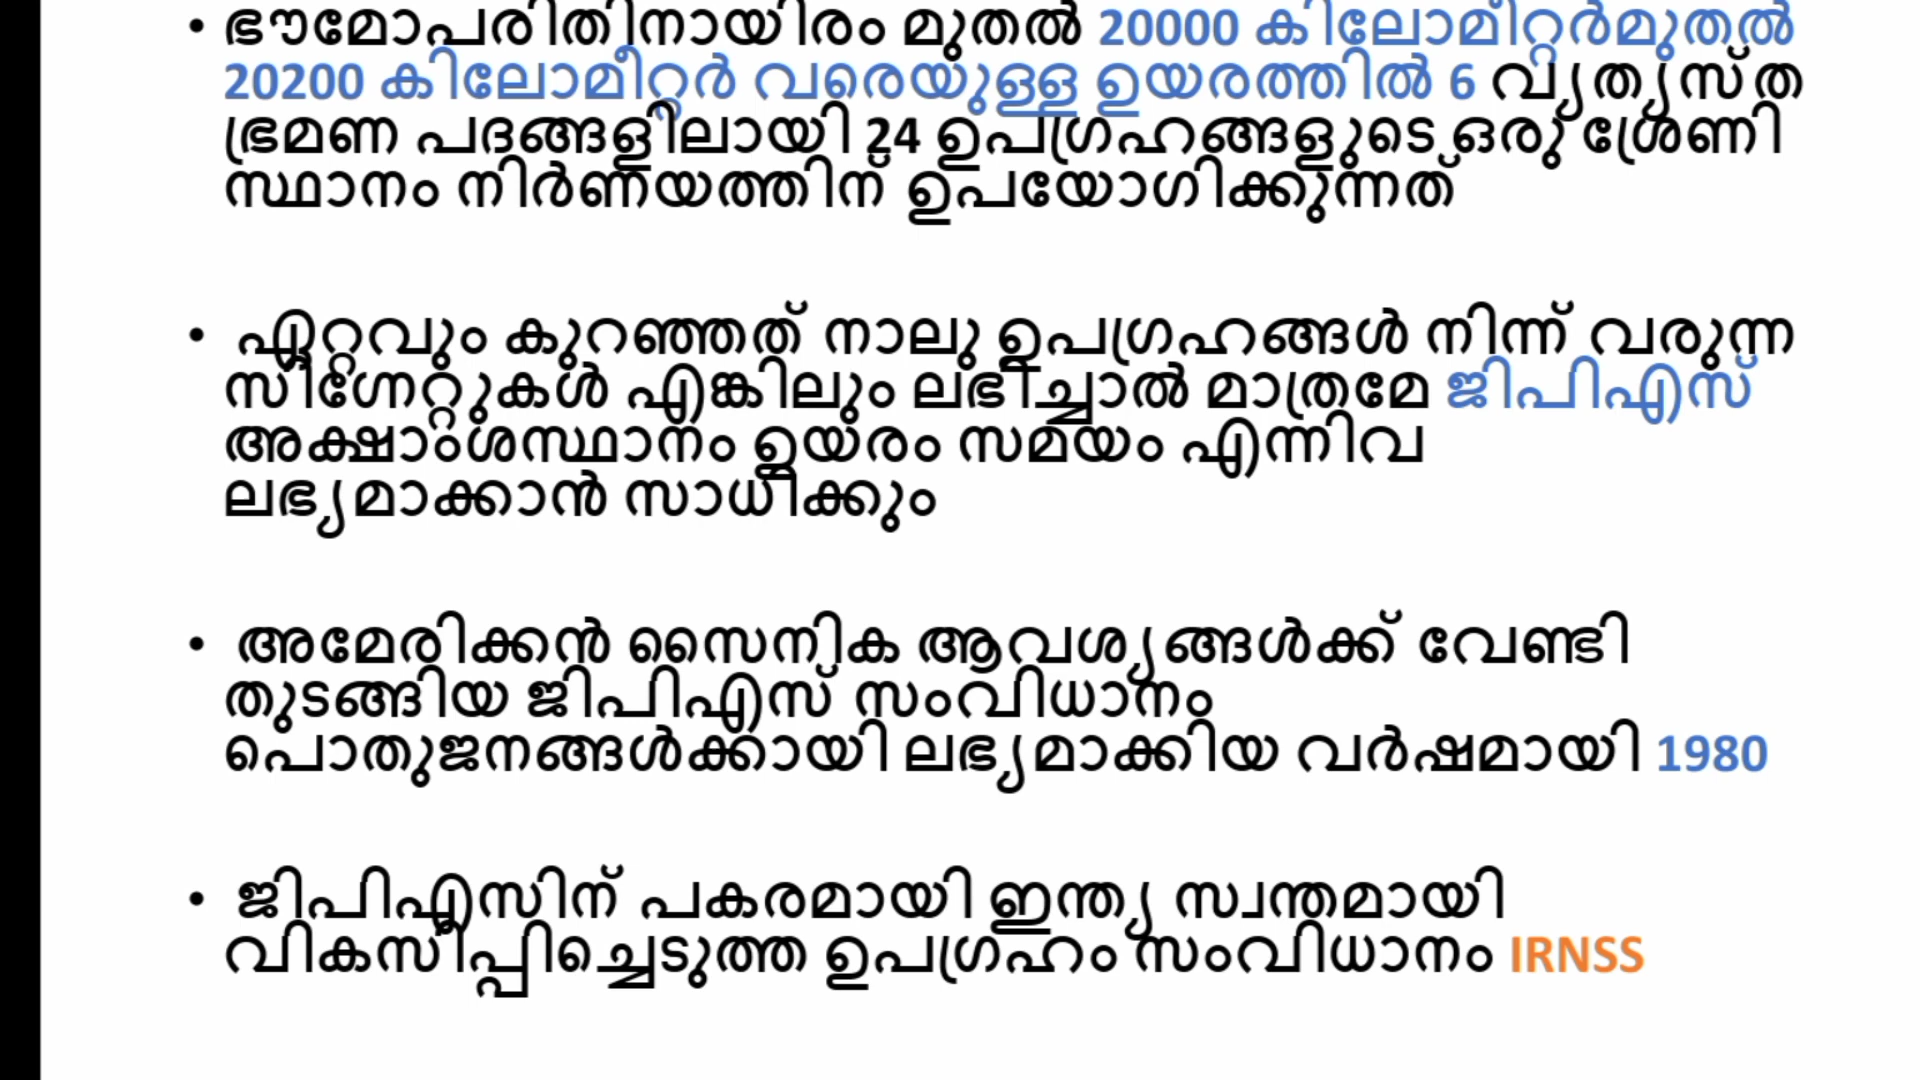 • ഭൗമോപരിതിനായിരം മുതൽ 20000 കിലോമീറ്റർമുതൽ
20200 കിലോമീറ്റർ വരെയുള്ള ഉയരത്തിൽ 6 വ്യത്യസ്ത
ഭ്രമണ പദങ്ങളിലായി 24 ഉപഗ്രഹങ്ങളുടെ ഒരു ശ്രേണി
സ്ഥാനം നിർണയത്തിന് ഉപയോഗിക്കുന്നത്
• ഏറ്റവും കുറഞ്ഞത് നാലു ഉപഗ്രഹങ്ങൾ നിന്ന് വരുന്ന
സിഗ്നേറ്റുകൾ എങ്കിലും ലഭിച്ചാൽ മാത്രമേ ജിപിഎസ്
അക്ഷാംശസ്ഥാനം ഉയരം സമയം എന്നിവ
ലഭ്യമാക്കാൻ സാധിക്കും
• അമേരിക്കൻ സൈനിക ആവശ്യങ്ങൾക്ക് വേണ്ടി
തുടങ്ങിയ ജിപിഎസ് സംവിധാനം
പൊതുജനങ്ങൾക്കായി ലഭ്യമാക്കിയ വർഷമായി 1980
• ജിപിഎസിന് പകരമായി ഇന്ത്യ സ്വന്തമായി
വികസിപ്പിച്ചെടുത്ത ഉപഗ്രഹം സംവിധാനം IRNSS